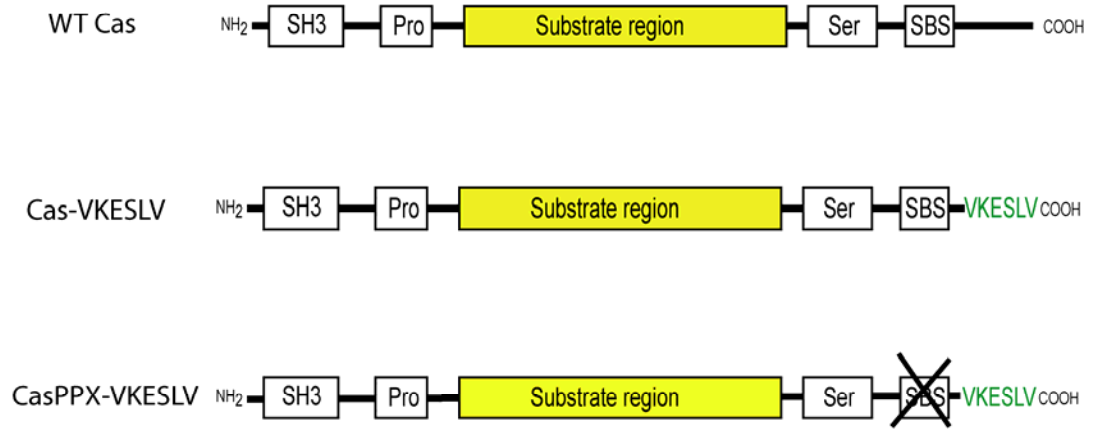 WT Cas NH2 SH3 Pro Substrate region Ser SBS COOH
Cas-VKESLV NH2 SH3 Pro Substrate region Ser SBS VKESLV COOH
CasPPX-VKESLV NH2 SH3 Pro Substrate region Ser SBS VKESLV COOH